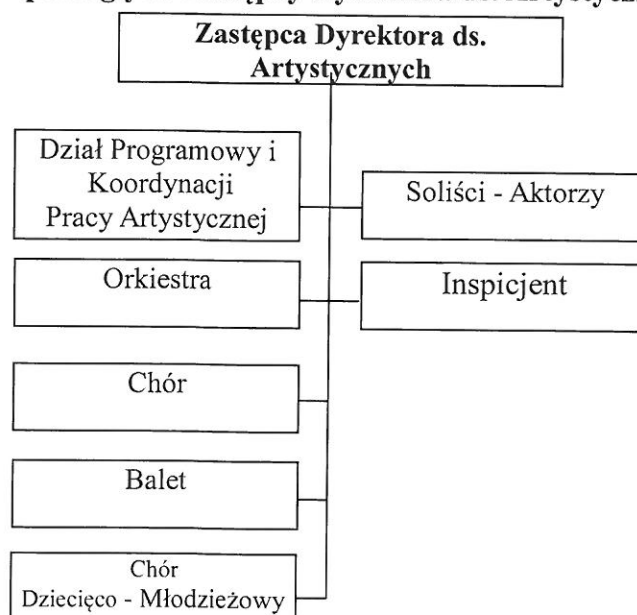 Zastępca Dyrektora ds.
Artystycznych
Dział Programowy i
Koordynacji
Pracy Artystycznej
Soliści - Aktorzy
Orkiestra
Inspicjent
Chór
Balet
Chór
Dziecięco - Młodzieżowy